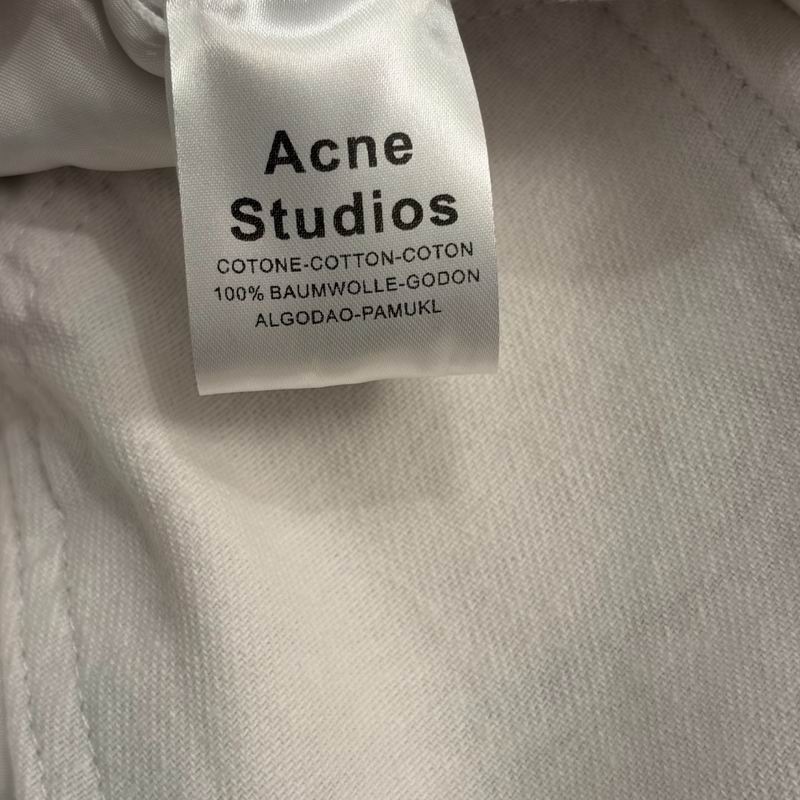 Acne
Studios
COTONE-COTTON-COTON
100% BAUMWOLLE-GODON
ALGODAO-PAMUKL